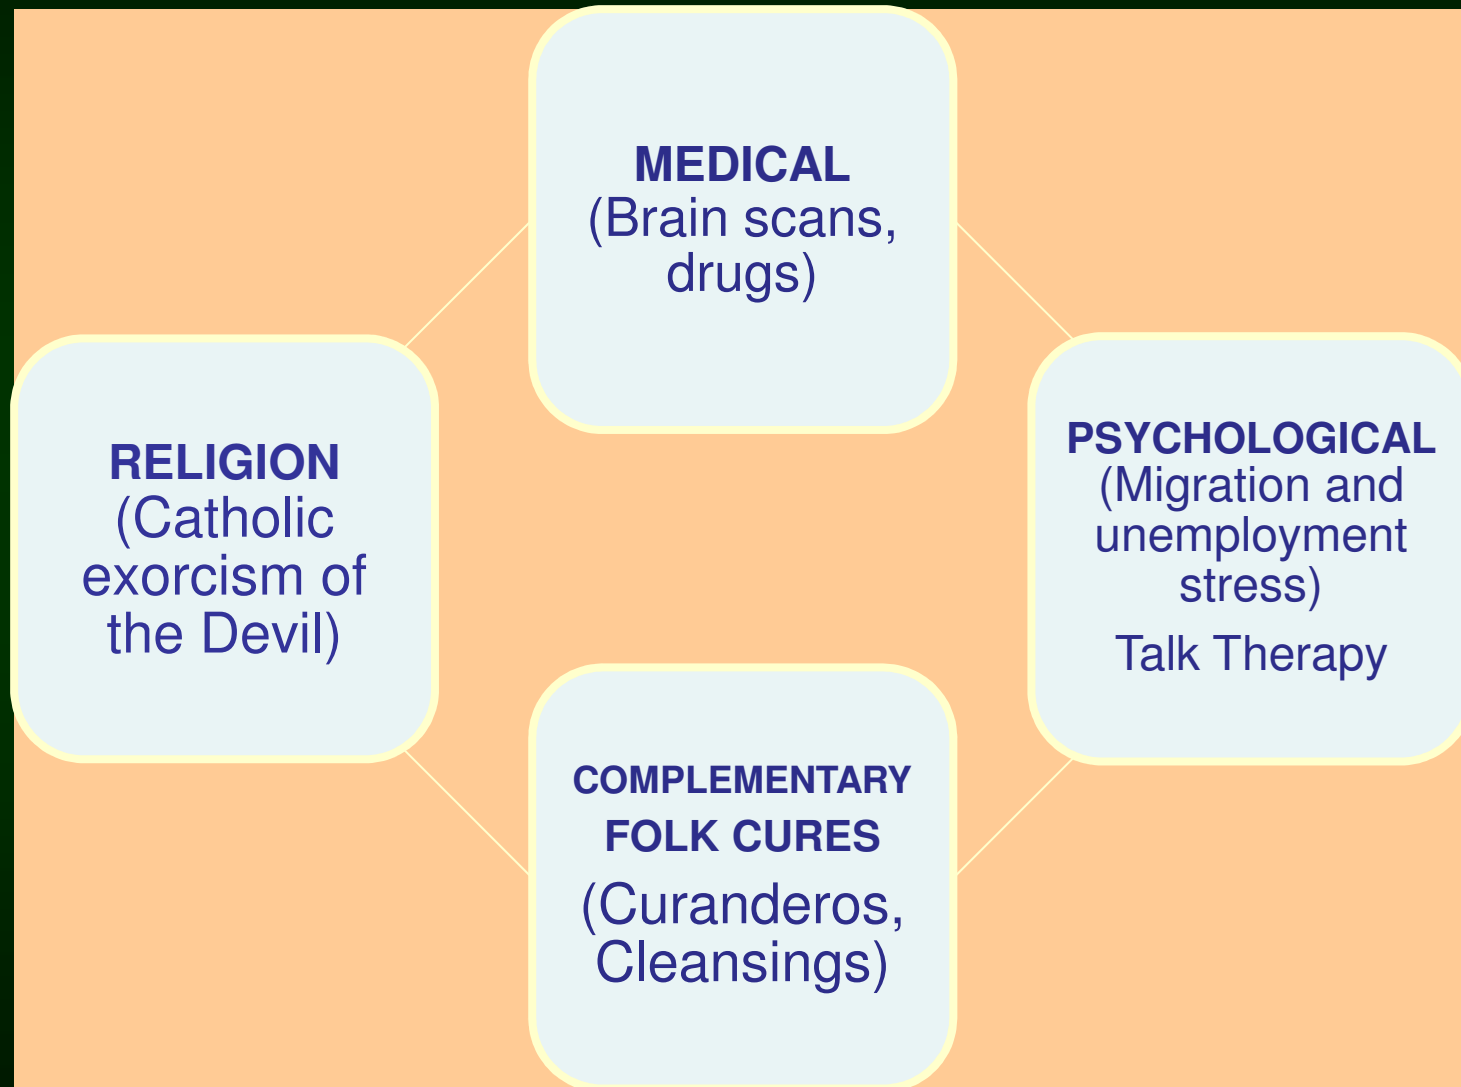 MEDICAL
(Brain scans,
drugs)
RELIGION
(Catholic
exorcism of
the Devil)
PSYCHOLOGICAL
(Migration and
unemployment
stress)
Talk Therapy
COMPLEMENTARY
FOLK CURES
(Curanderos,
Cleansings)